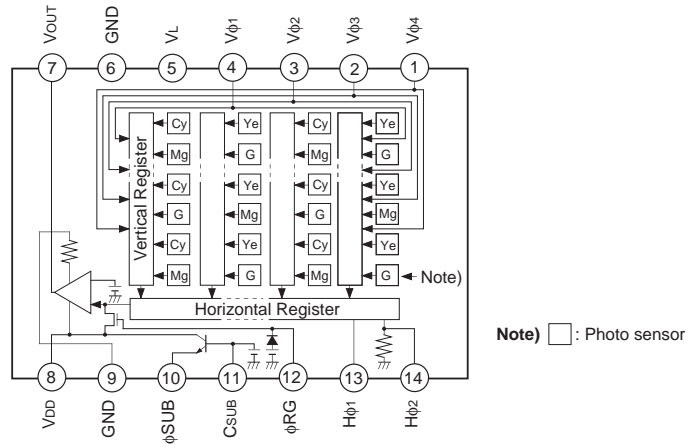 VOUT GND VL Vφ1 Vφ2 Vφ3 Vφ4
7 6 5 4 3 2 1
Vertical Register
Cy Ye Cy Ye
Mg G Mg G
Cy Ye Cy Ye
G Mg G Mg
Cy Ye Cy Ye
Mg G Mg G Note)
Horizontal Register
Note) : Photo sensor
8 9 10 11 12 13 14
VDD GND φSUB CSUB φRG Hφ1 Hφ2